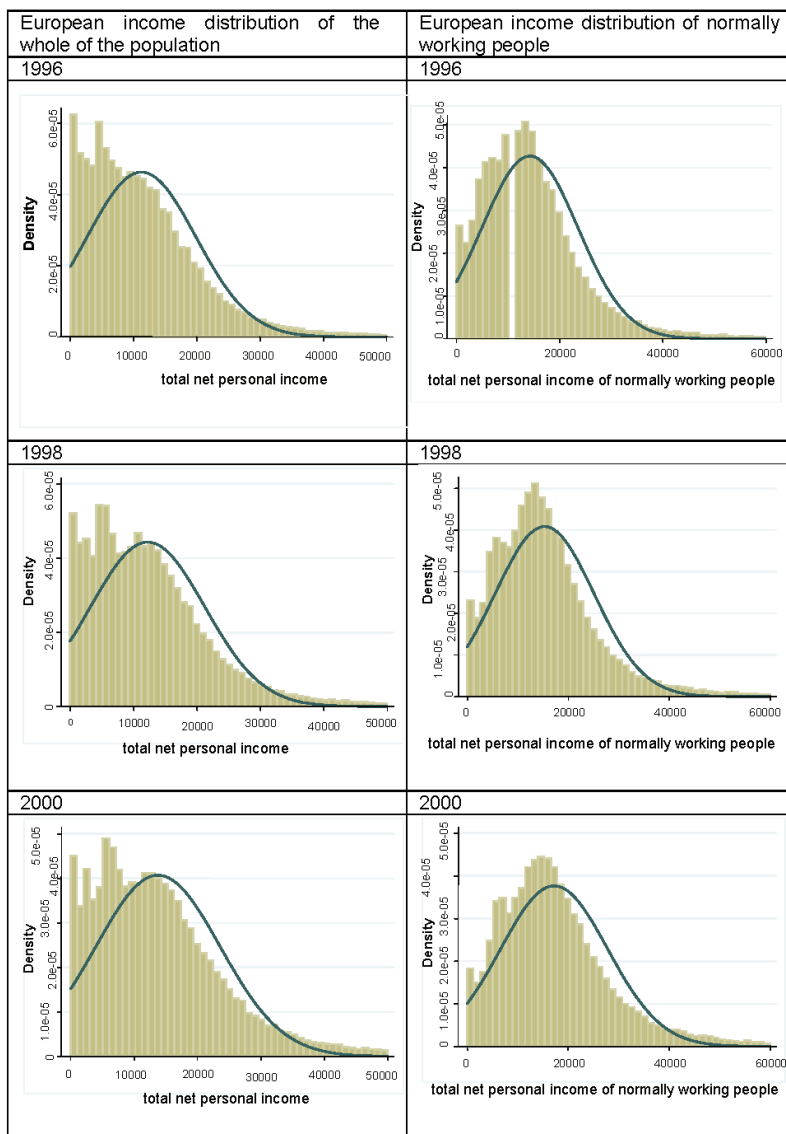 European income distribution of the
whole of the population
European income distribution of normally
working people
1996
1996
Density
6.0e-05
4.0e-05
2.0e-05
0
0 10000 20000 30000 40000 50000
total net personal income
5.0e-05
4.0e-05
3.0e-05
2.0e-05
1.0e-05
0
Density
0 20000 40000 60000
total net personal income of normally working people
1998
1998
Density
6.0e-05
4.0e-05
2.0e-05
0
0 10000 20000 30000 40000 50000
total net personal income
Density
5.0e-05
4.0e-05
3.0e-05
2.0e-05
1.0e-05
0
0 20000 40000 60000
total net personal income of normally working people
2000
2000
Density
5.0e-05
4.0e-05
3.0e-05
2.0e-05
1.0e-05
0
10000 20000 30000 40000 50000
total net personal income
Density
4.0e-05
3.0e-05
2.0e-05
1.0e-05
0
0 20000 40000 60000
total net personal income of normally working people